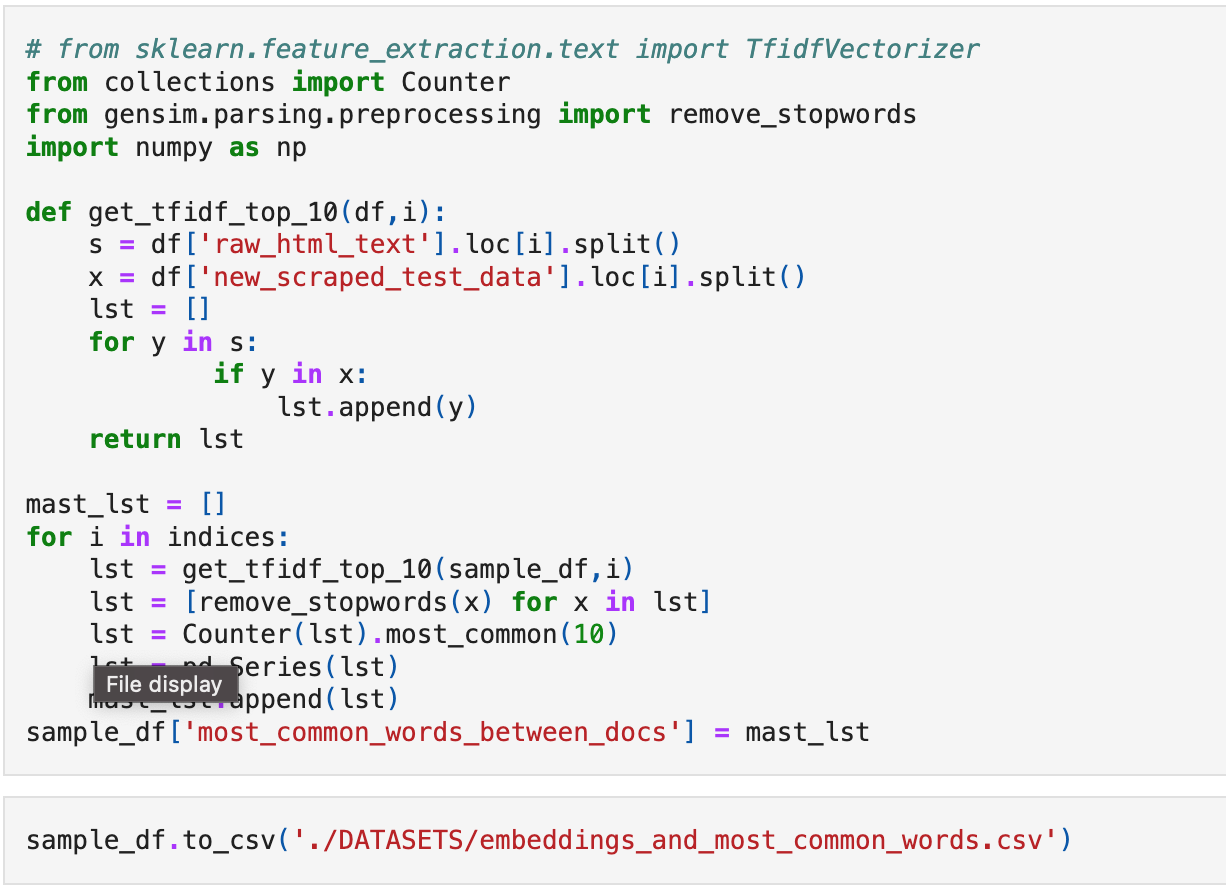 # from sklearn.feature_extraction.text import TfidfVectorizer
from collections import Counter
from gensim.parsing.preprocessing import remove_stopwords
import numpy as np
def get_tfidf_top_10(df,i):
    s = df['raw_html_text'].loc[i].split()
    x = df['new_scraped_test_data'].loc[i].split()
    lst = []
    for y in s:
            if y in x:
                lst.append(y)
    return lst
mast_lst = []
for i in indices:
    lst = get_tfidf_top_10(sample_df,i)
    lst = [remove_stopwords(x) for x in lst]
    lst = Counter(lst).most_common(10)
    lst = pd.Series(lst)
File display
    mast_lst.append(lst)
sample_df['most_common_words_between_docs'] = mast_lst
sample_df.to_csv('./DATASETS/embeddings_and_most_common_words.csv')